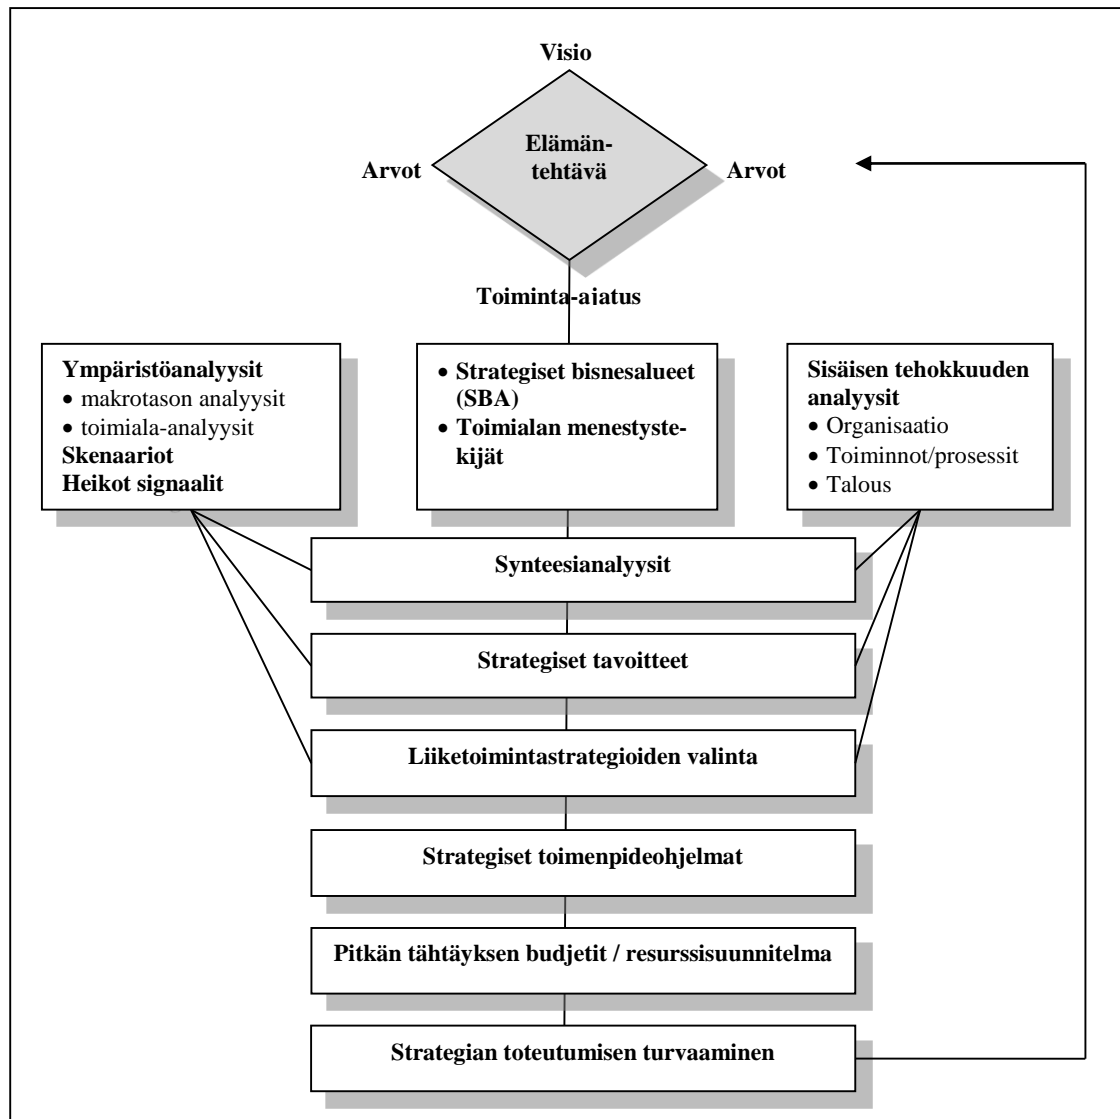 Visio
Elämän-
tehtävä
Arvot
Arvot
Toiminta-ajatus
Ympäristöanalyysit
• makrotason analyysit
• toimiala-analyysit
Skenaariot
Heikot signaalit
• Strategiset bisnesalueet
(SBA)
• Toimialan menestyste-
kijät
Sisäisen tehokkuuden
analyysit
• Organisaatio
• Toiminnot/prosessit
• Talous
Synteesianalyysit
Strategiset tavoitteet
Liiketoimintastrategioiden valinta
Strategiset toimenpideohjelmat
Pitkän tähtäyksen budjetit / resurssisuunnitelma
Strategian toteutumisen turvaaminen